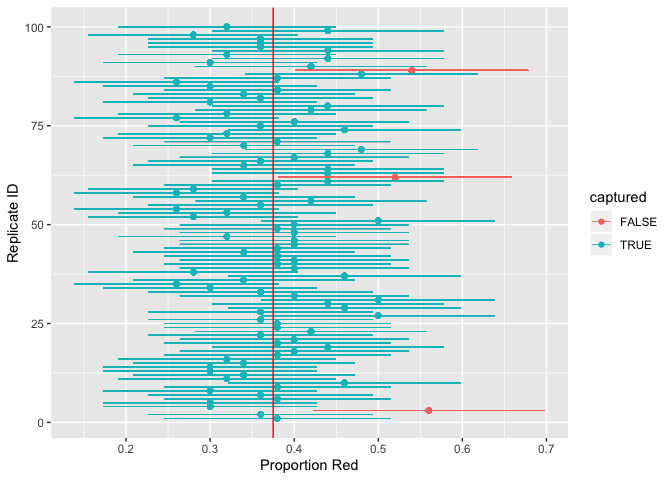 100
75
50
25
0
Replicate ID
0.2 0.3 0.4 0.5 0.6 0.7
Proportion Red
captured
FALSE
TRUE